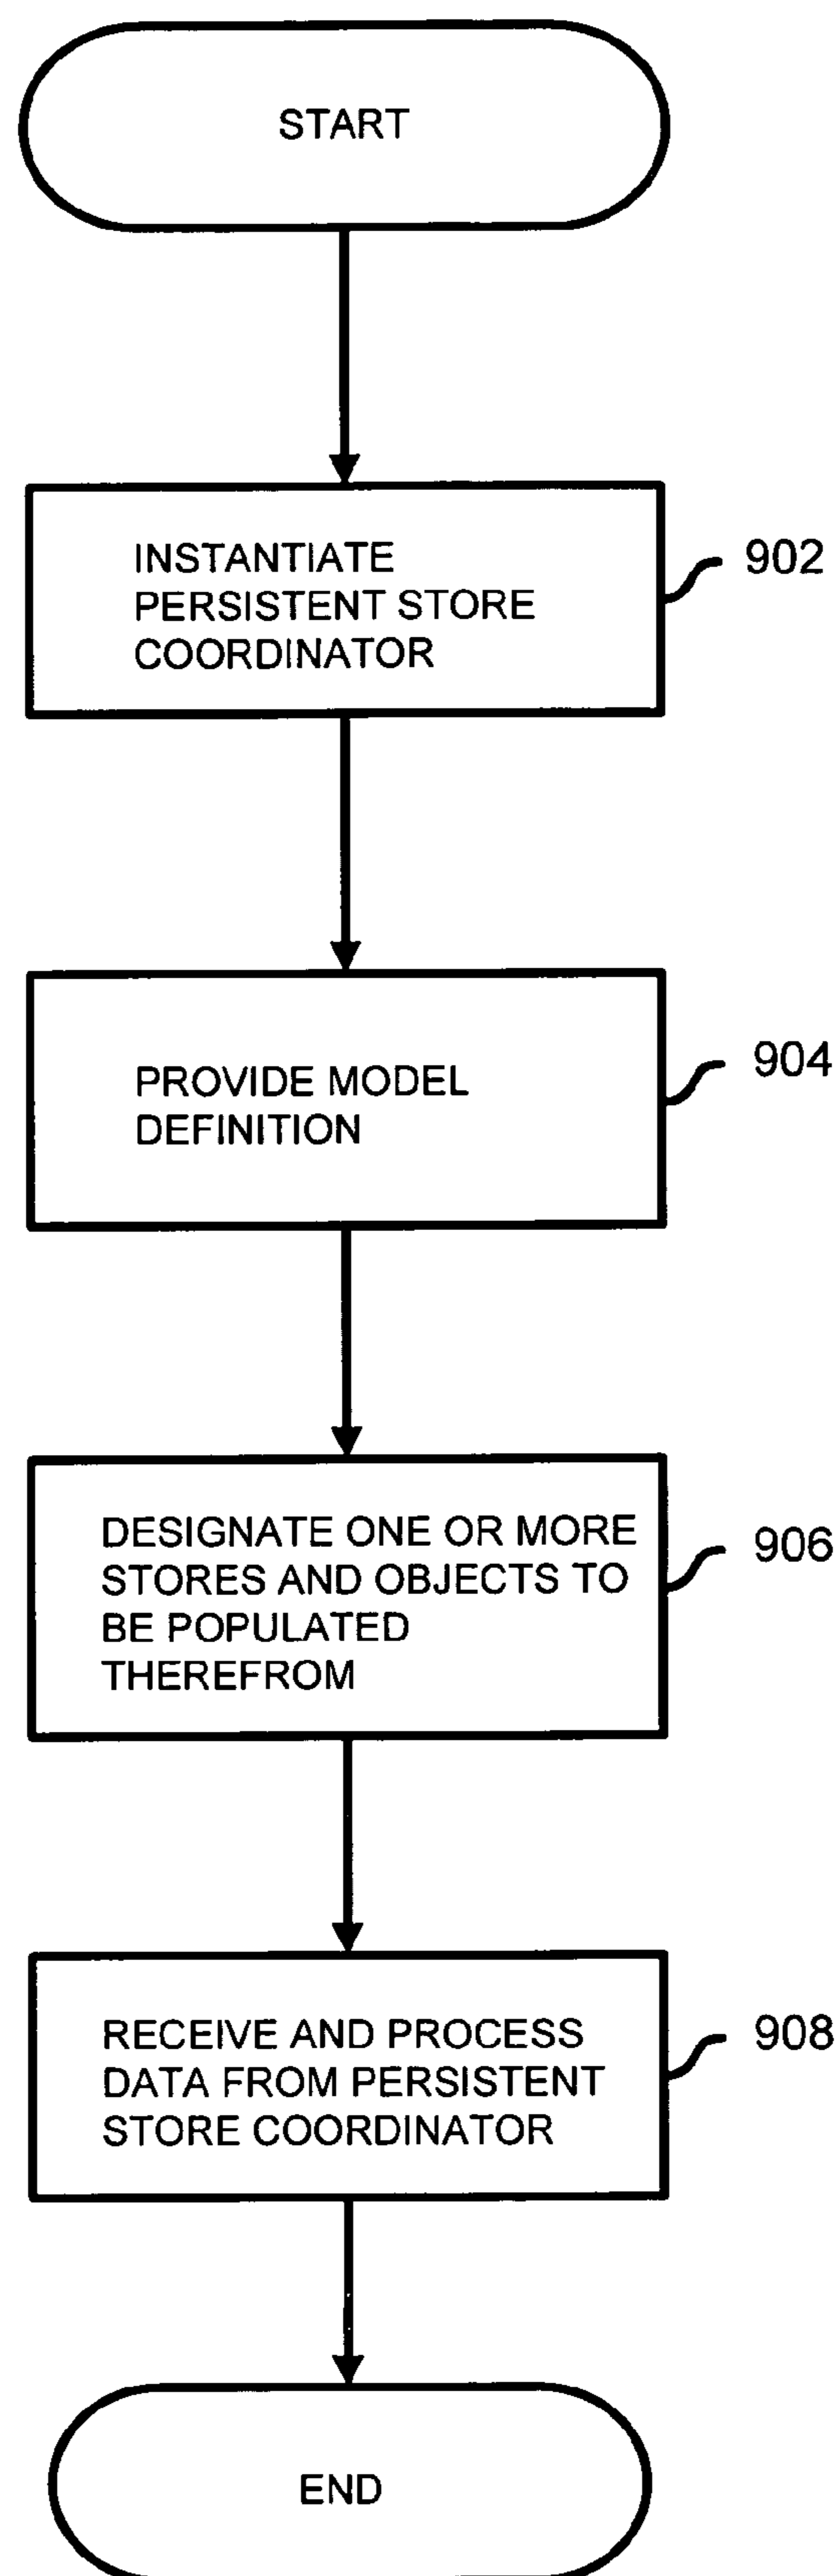 START
INSTANTIATE
PERSISTENT STORE
COORDINATOR
902
PROVIDE MODEL
DEFINITION
904
DESIGNATE ONE OR MORE
STORES AND OBJECTS TO
BE POPULATED
THEREFROM
906
RECEIVE AND PROCESS
DATA FROM PERSISTENT
STORE COORDINATOR
908
END